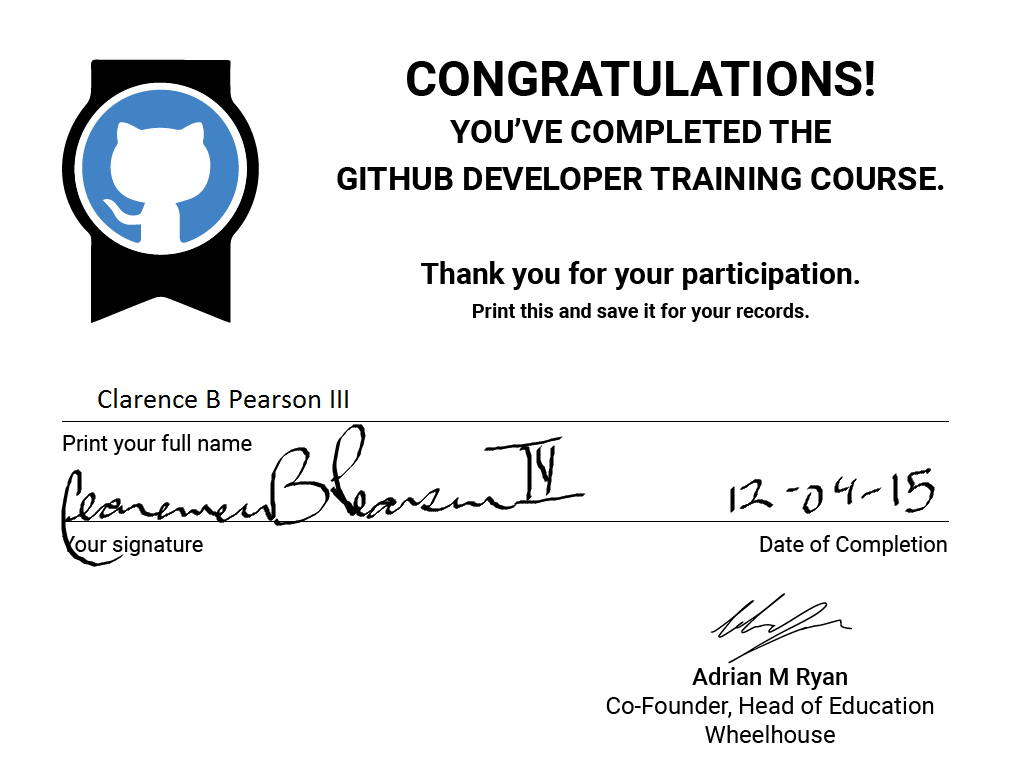 CONGRATULATIONS!
YOU'VE COMPLETED THE
GITHUB DEVELOPER TRAINING COURSE.
Thank you for your participation.
Print this and save it for your records.
Clarence B Pearson III
Print your full name
Clarence B Pearson IV
12-04-15
Your signature
Date of Completion
Adrian M Ryan
Co-Founder, Head of Education
Wheelhouse